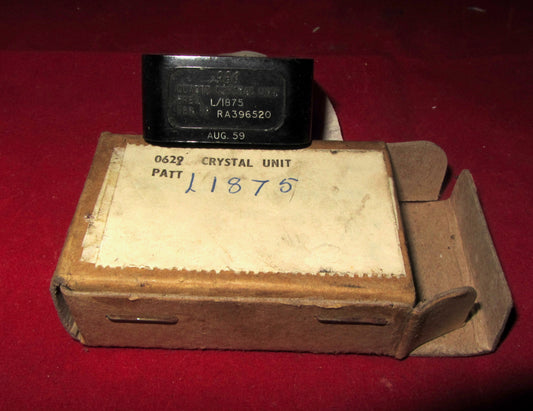 L/1875
RA396520
AUG. 59
0629 CRYSTAL UNIT
PATT L1875